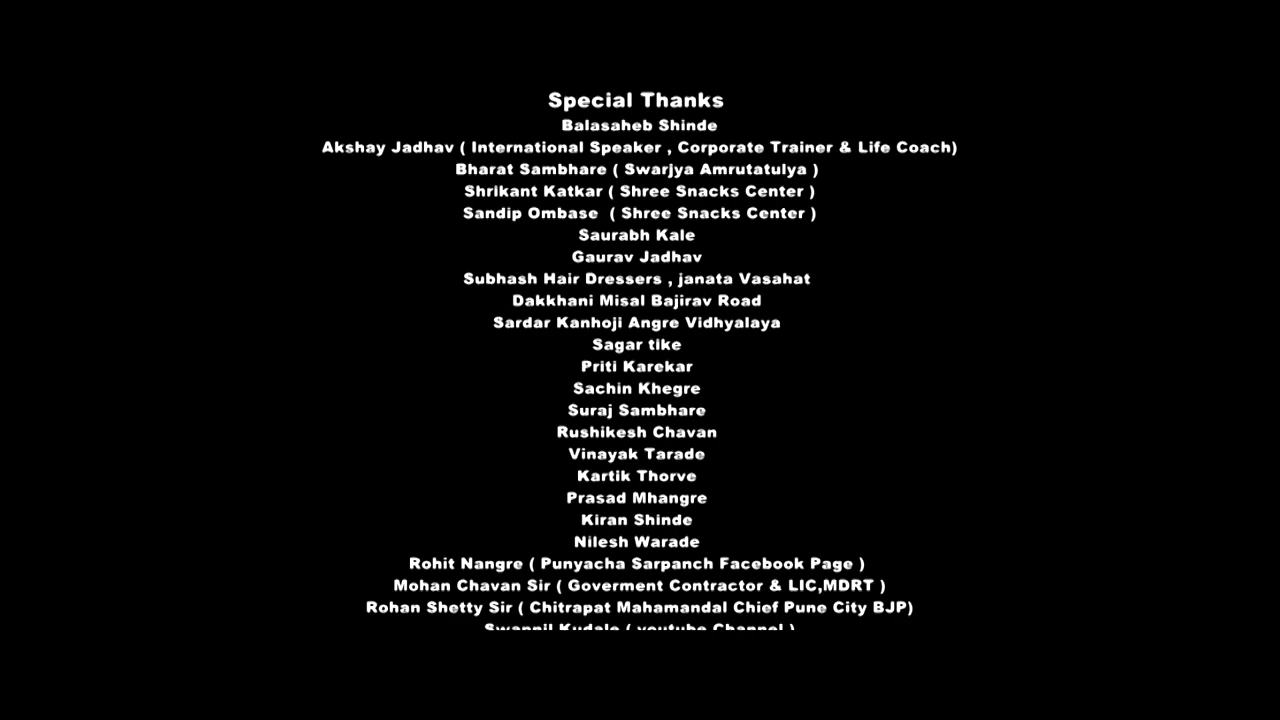 Special Thanks
Balasaheb Shinde
Akshay Jadhav ( International Speaker , Corporate Trainer & Life Coach)
Bharat Sambhare ( Swarjya Amrutatulya )
Shrikant Katkar ( Shree Snacks Center )
Sandip Ombase  ( Shree Snacks Center )
Saurabh Kale
Gaurav Jadhav
Subhash Hair Dressers , janata Vasahat
Dakkhani Misal Bajirav Road
Sardar Kanhoji Angre Vidhyalaya
Sagar tike
Priti Karekar
Sachin Khegre
Suraj Sambhare
Rushikesh Chavan
Vinayak Tarade
Kartik Thorve
Prasad Mhangre
Kiran Shinde
Nilesh Warade
Rohit Nangre ( Punyacha Sarpanch Facebook Page )
Mohan Chavan Sir ( Goverment Contractor & LIC,MDRT )
Rohan Shetty Sir ( Chitrapat Mahamandal Chief Pune City BJP)
Swapnil Kudale ( youtube Channel )